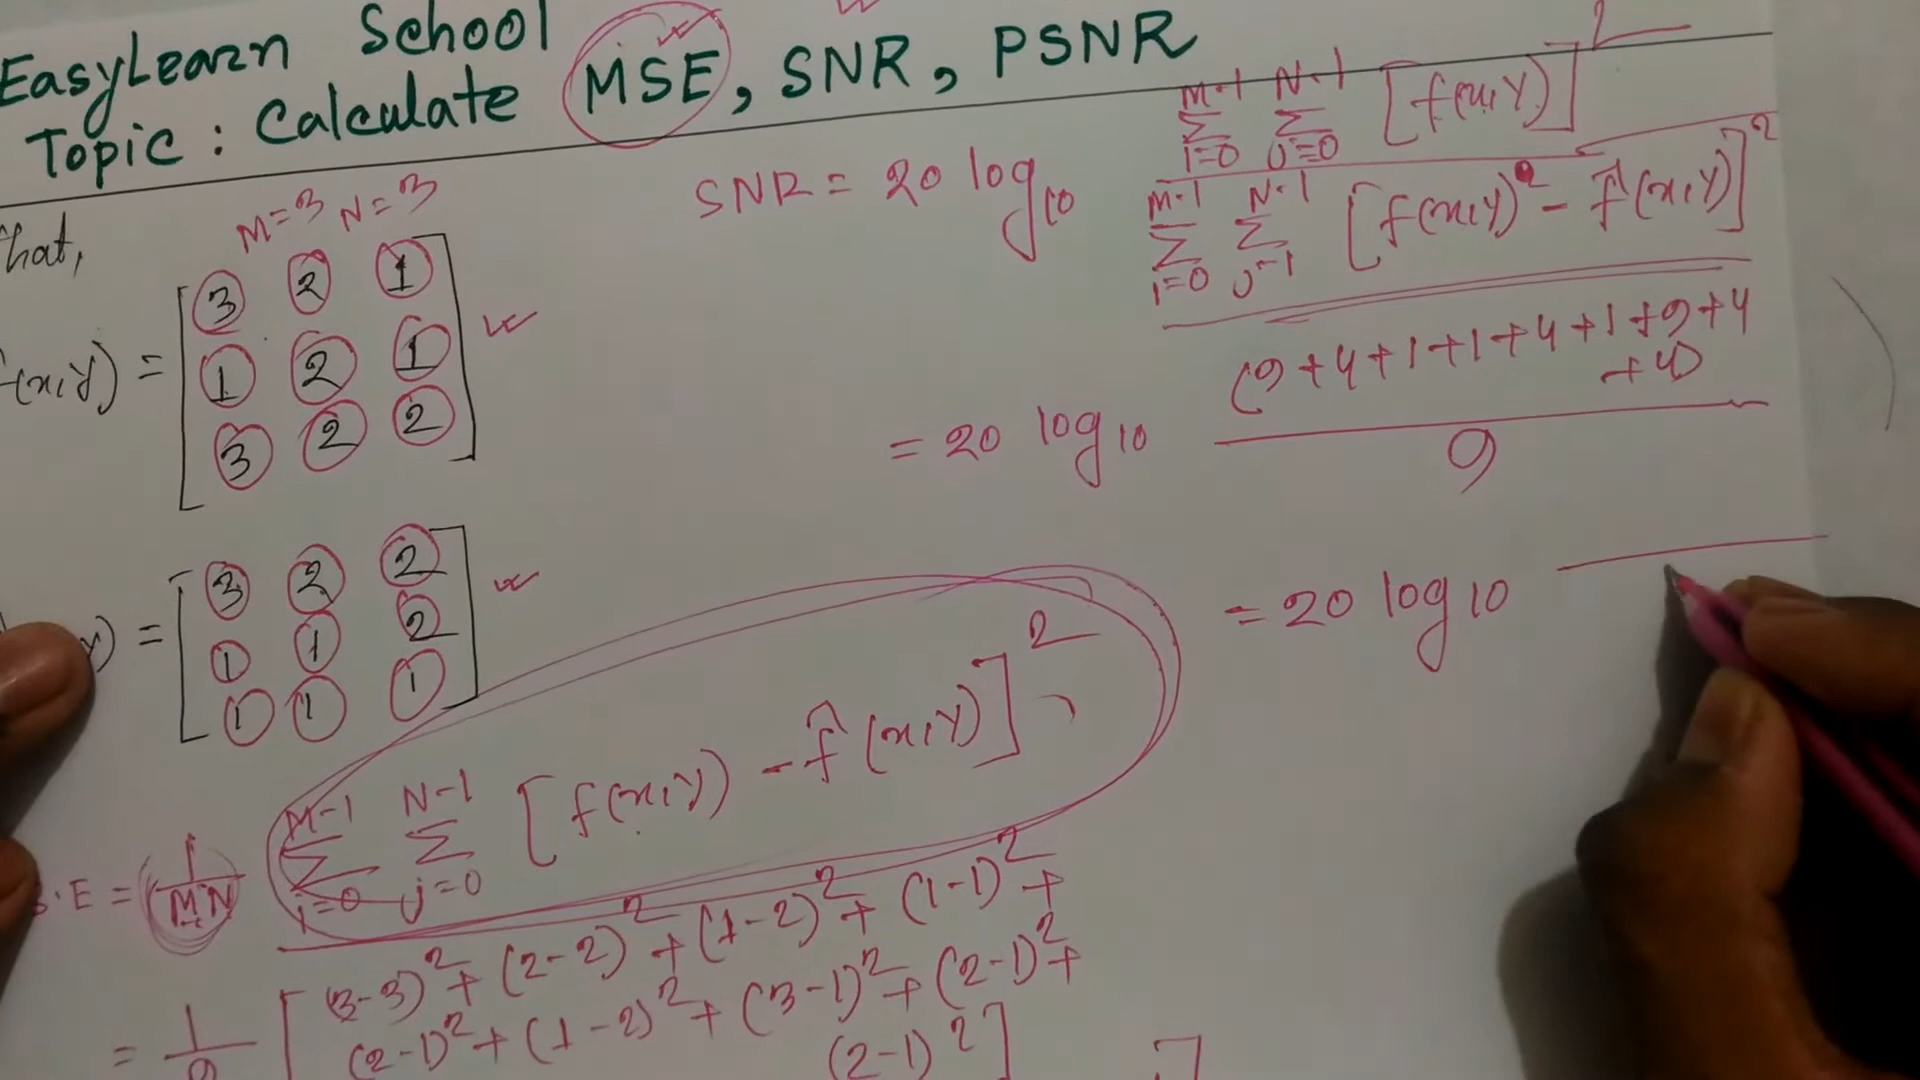 EasyLearn School
Topic: Calculate MSE, SNR, PSNR
that,
M=3 N=3
f(x,y) = [3 2 1
1 2 1
3 2 2]
y) = [3 2 2
1 1 2
1 1 1]
S.E = 1/MN M-1 Σ i=0 N-1 Σ j=0 [f(x,y) - f̂(x,y)]²
= 1/9 [(3-3)² + (2-2)² + (1-2)² + (1-1)² +
(2-1)² + (1-2)² + (3-1)² + (2-1)² +
(2-1)²]
SNR = 20 log10 M-1 Σ i=0 N-1 Σ j=0 [f(x,y)]²
M-1 Σ i=0 N-1 Σ j=1 [f(x,y)² - f̂(x,y)]²
= 20 log10 (9+4+1+1+4+1+9+4
+4)
9
= 20 log10